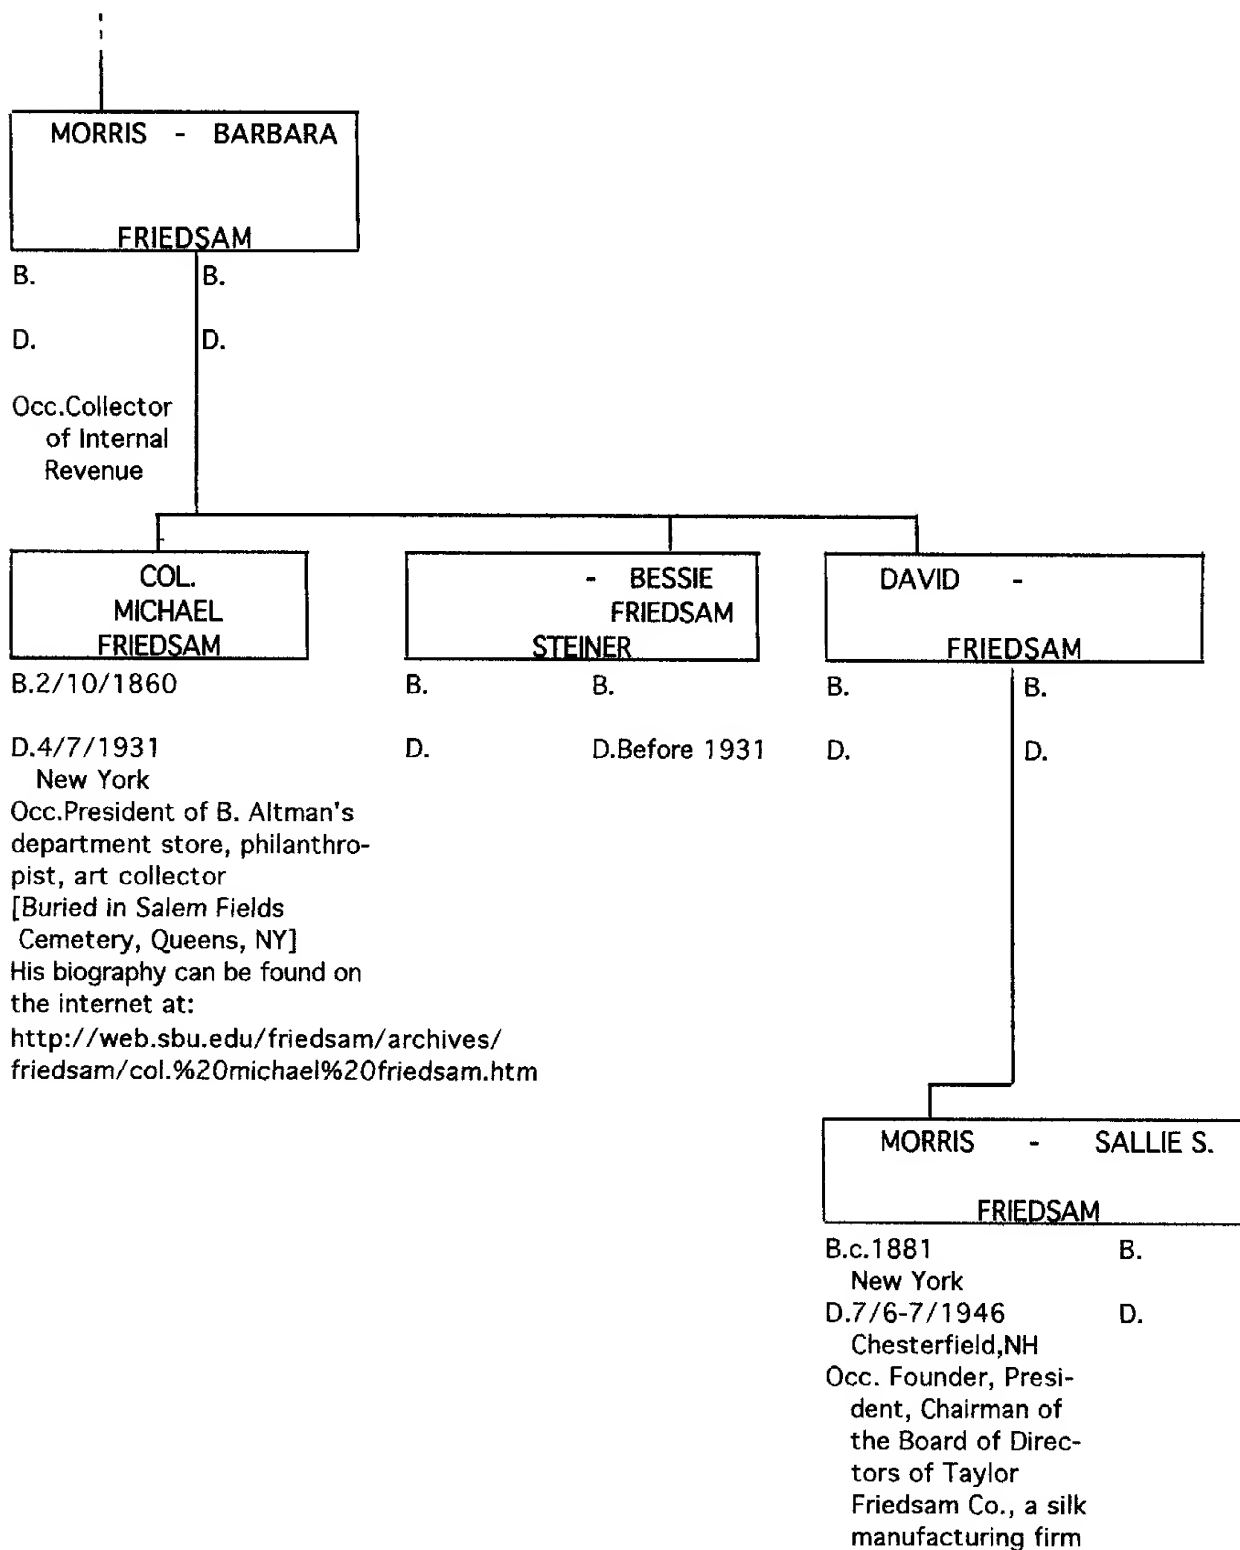 MORRIS - BARBARA
FRIEDSAM
B. B.
D. D.
Occ.Collector
of Internal
Revenue
COL.
MICHAEL
FRIEDSAM
B.2/10/1860
D.4/7/1931
New York
Occ.President of B. Altman's
department store, philanthro-
pist, art collector
[Buried in Salem Fields
Cemetery, Queens, NY]
His biography can be found on
the internet at:
http://web.sbu.edu/friedsam/archives/
friedsam/col.%20michael%20friedsam.htm
- BESSIE
FRIEDSAM
STEINER
B. B.
D. D.Before 1931
DAVID -
FRIEDSAM
B. B.
D. D.
MORRIS - SALLIE S.
FRIEDSAM
B.c.1881 B.
New York
D.7/6-7/1946 D.
Chesterfield,NH
Occ. Founder, Presi-
dent, Chairman of
the Board of Direc-
tors of Taylor
Friedsam Co., a silk
manufacturing firm